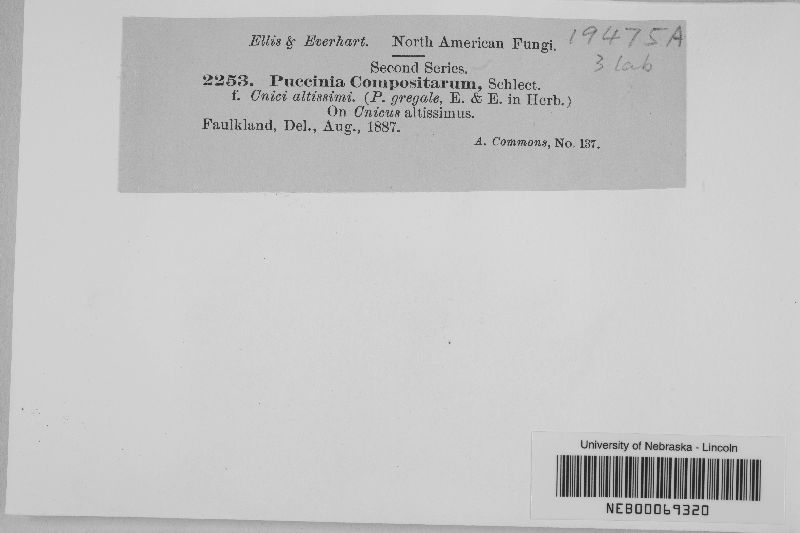 Ellis & Everhart. North American Fungi. 19475A
3 lab
Second Series.
2253. Puccinia Compositarum, Schlect.
f. Cnici altissimi. (P. gregale, E. & E. in Herb.)
On Cnicus altissimus.
Faulkland, Del., Aug., 1887.
A. Commons, No. 137.
University of Nebraska - Lincoln
NEB00069320